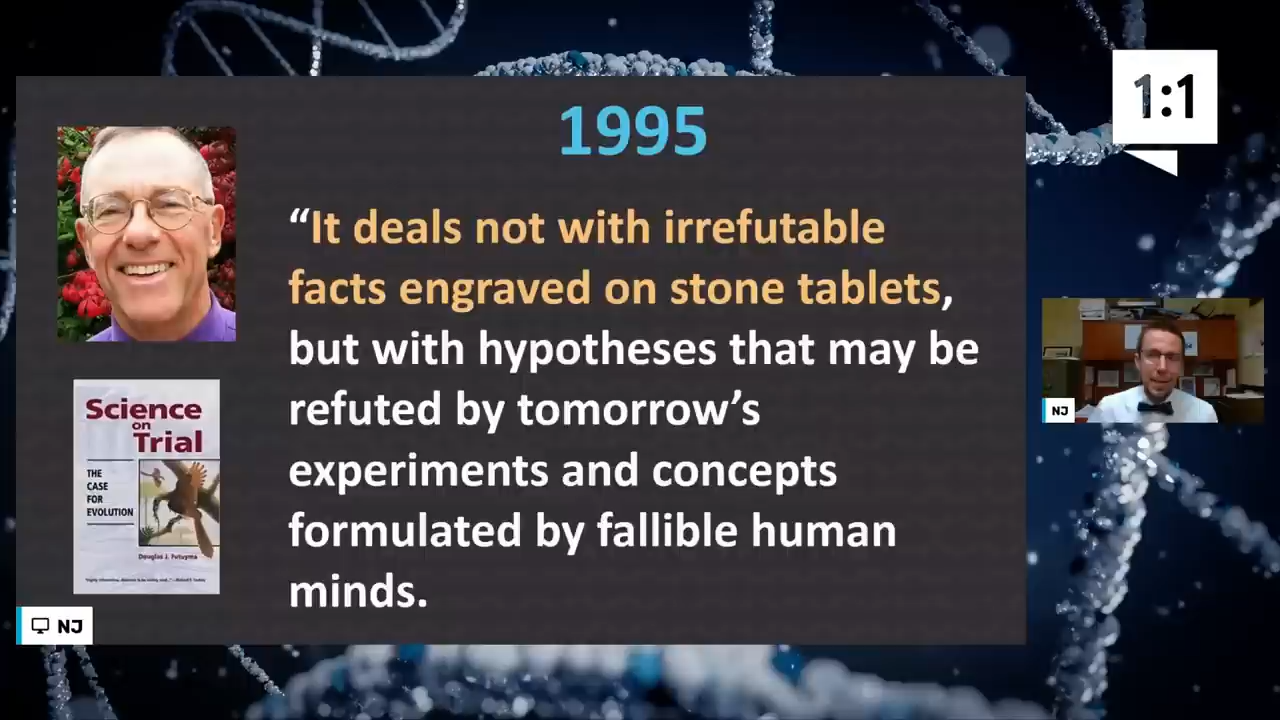 1995
“It deals not with irrefutable
facts engraved on stone tablets,
but with hypotheses that may be
refuted by tomorrow’s
experiments and concepts
formulated by fallible human
minds.
Science
on
Trial
THE
CASE
FOR
EVOLUTION
Douglas J. Futuyma
NJ
1:1
NJ